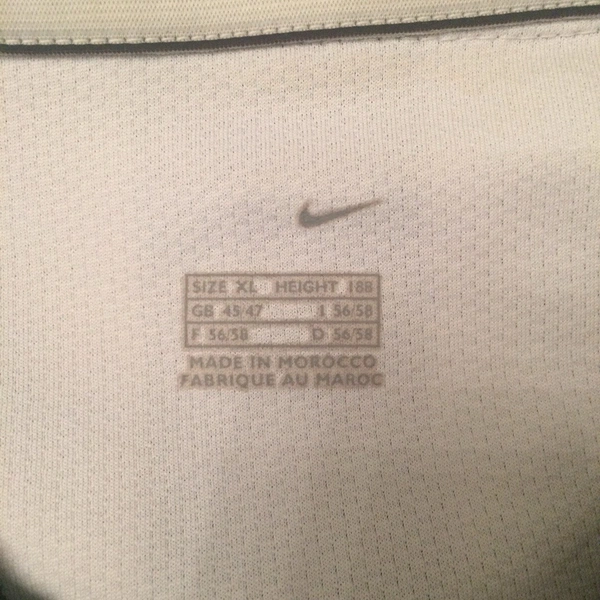 SIZE XL HEIGHT 188
GB 45/47 I 56/58
F 56/58 D 56/58
MADE IN MOROCCO
FABRIQUE AU MAROC